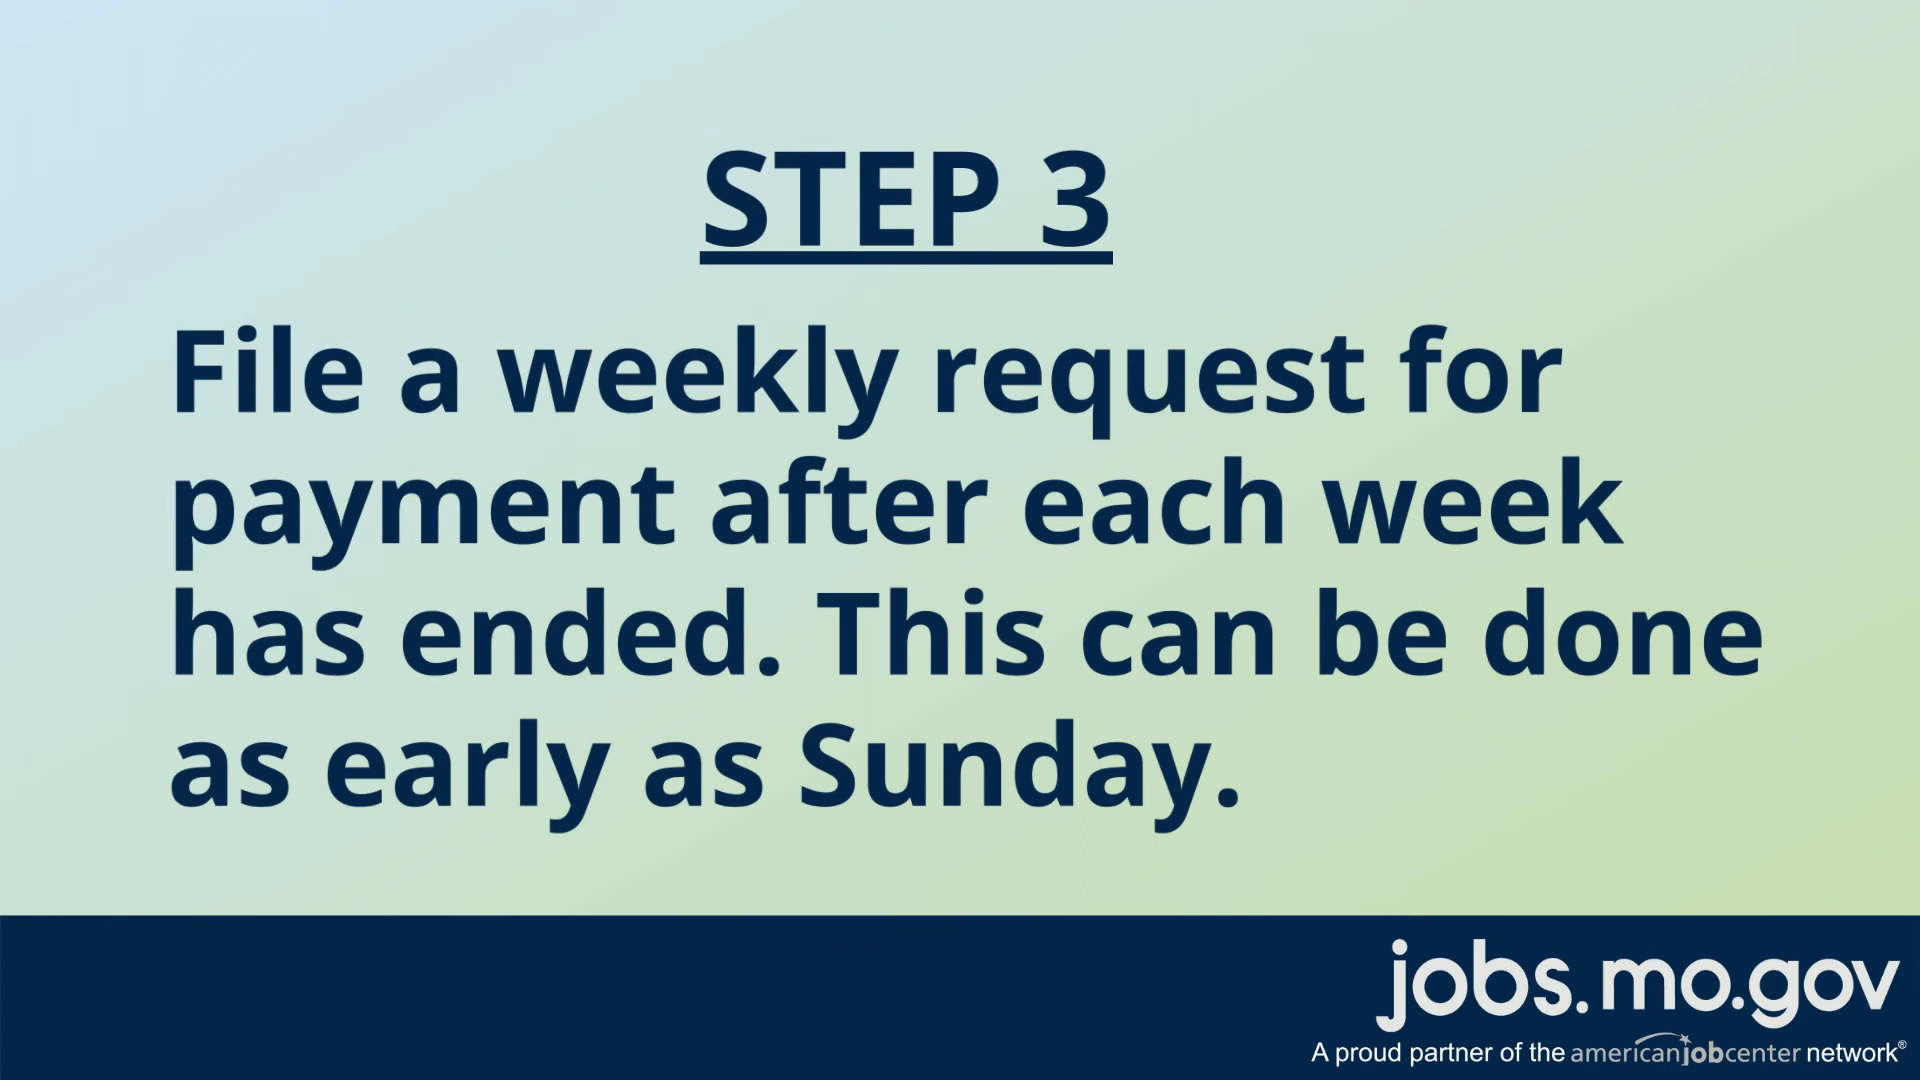 STEP 3
File a weekly request for
payment after each week
has ended. This can be done
as early as Sunday.
jobs.mo.gov
A proud partner of the americanjobcenter network®